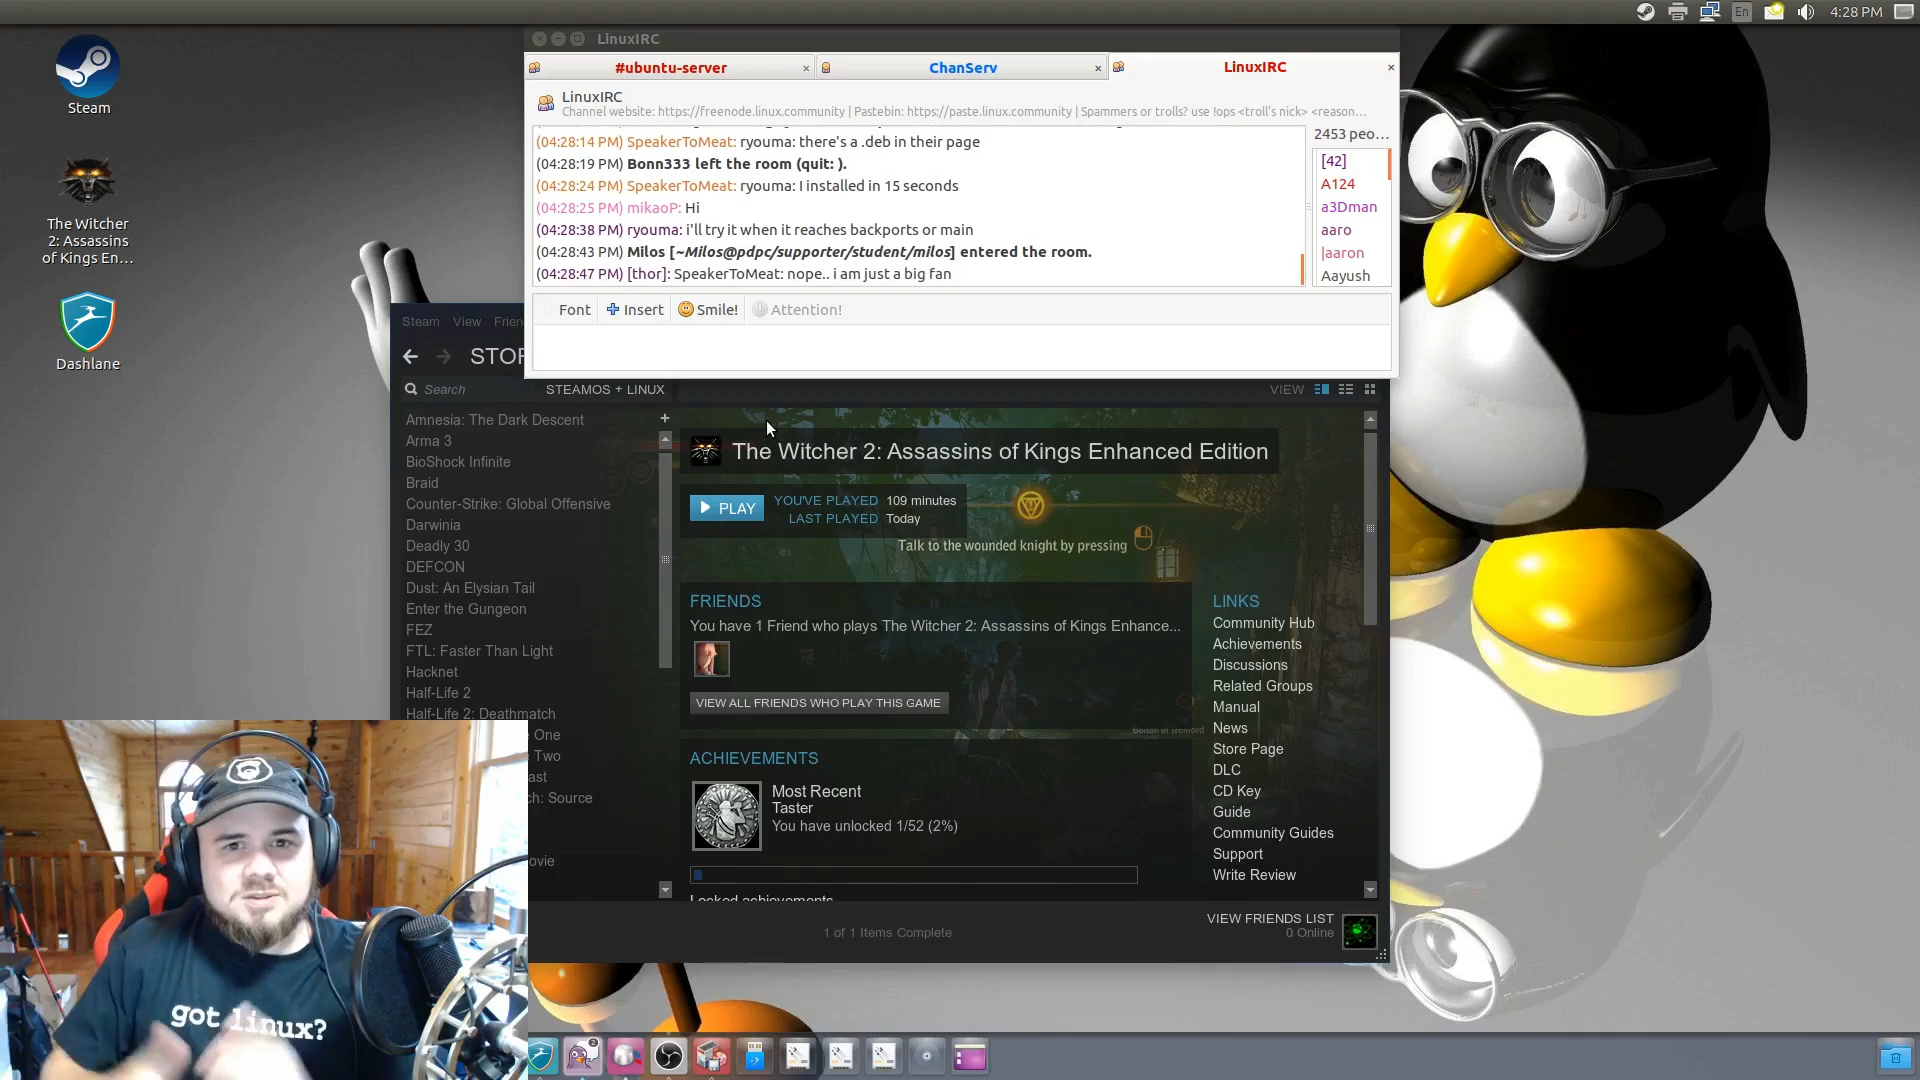 En
4:28 PM
Steam
The Witcher
2: Assassins
of Kings En...
Dashlane
LinuxIRC
#ubuntu-server
ChanServ
LinuxIRC
LinuxIRC
Channel website: https://freenode.linux.community | Pastebin: https://paste.linux.community | Spammers or trolls? use !ops <troll's nick> <reason...
(04:28:14 PM) SpeakerToMeat: ryouma: there's a .deb in their page
(04:28:19 PM) Bonn333 left the room (quit: ).
(04:28:24 PM) SpeakerToMeat: ryouma: I installed in 15 seconds
(04:28:25 PM) mikaoP: Hi
(04:28:38 PM) ryouma: i'll try it when it reaches backports or main
(04:28:43 PM) Milos [~Milos@pdpc/supporter/student/milos] entered the room.
(04:28:47 PM) [thor]: SpeakerToMeat: nope.. i am just a big fan
2453 peo...
[42]
A124
a3Dman
aaro
|aaron
Aayush
Font
Insert
Smile!
Attention!
Steam View Frien
STOR
Search
STEAMOS + LINUX
VIEW
Amnesia: The Dark Descent
Arma 3
BioShock Infinite
Braid
Counter-Strike: Global Offensive
Darwinia
Deadly 30
DEFCON
Dust: An Elysian Tail
Enter the Gungeon
FEZ
FTL: Faster Than Light
Hacknet
Half-Life 2
Half-Life 2: Deathmatch
One
Two
ast
ch: Source
ovie
The Witcher 2: Assassins of Kings Enhanced Edition
PLAY
YOU'VE PLAYED 109 minutes
LAST PLAYED Today
Talk to the wounded knight by pressing
FRIENDS
You have 1 Friend who plays The Witcher 2: Assassins of Kings Enhance...
VIEW ALL FRIENDS WHO PLAY THIS GAME
ACHIEVEMENTS
Most Recent
Taster
You have unlocked 1/52 (2%)
Locked achievements
LINKS
Community Hub
Achievements
Discussions
Related Groups
Manual
News
Store Page
DLC
CD Key
Guide
Community Guides
Support
Write Review
1 of 1 Items Complete
VIEW FRIENDS LIST
0 Online
got linux?
2